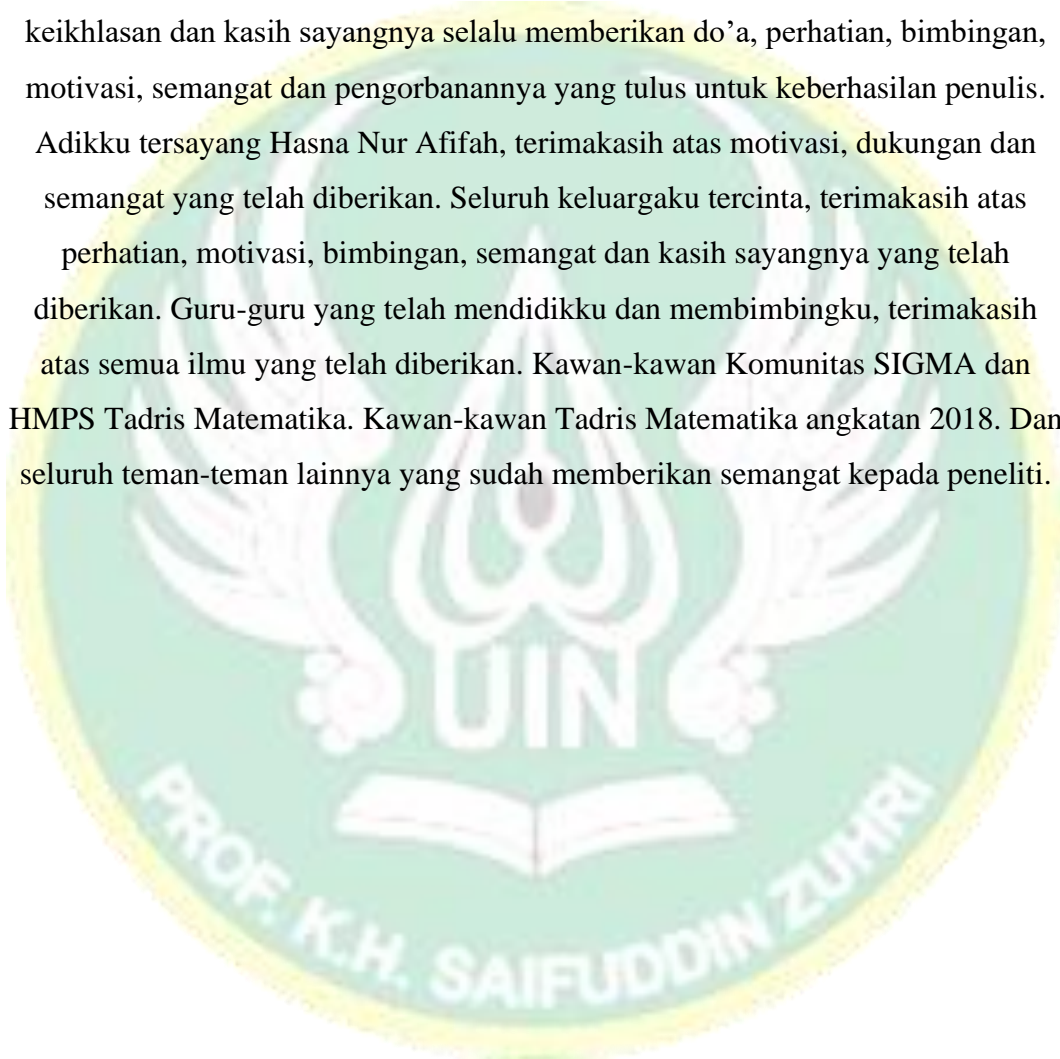 keikhlasan dan kasih sayangnya selalu memberikan do’a, perhatian, bimbingan,
motivasi, semangat dan pengorbanannya yang tulus untuk keberhasilan penulis.
Adikku tersayang Hasna Nur Afifah, terimakasih atas motivasi, dukungan dan
semangat yang telah diberikan. Seluruh keluargaku tercinta, terimakasih atas
perhatian, motivasi, bimbingan, semangat dan kasih sayangnya yang telah
diberikan. Guru-guru yang telah mendidikku dan membimbingku, terimakasih
atas semua ilmu yang telah diberikan. Kawan-kawan Komunitas SIGMA dan
HMPS Tadris Matematika. Kawan-kawan Tadris Matematika angkatan 2018. Dan
seluruh teman-teman lainnya yang sudah memberikan semangat kepada peneliti.
UIN
PROF. K.H. SAIFUDDIN ZUHRI